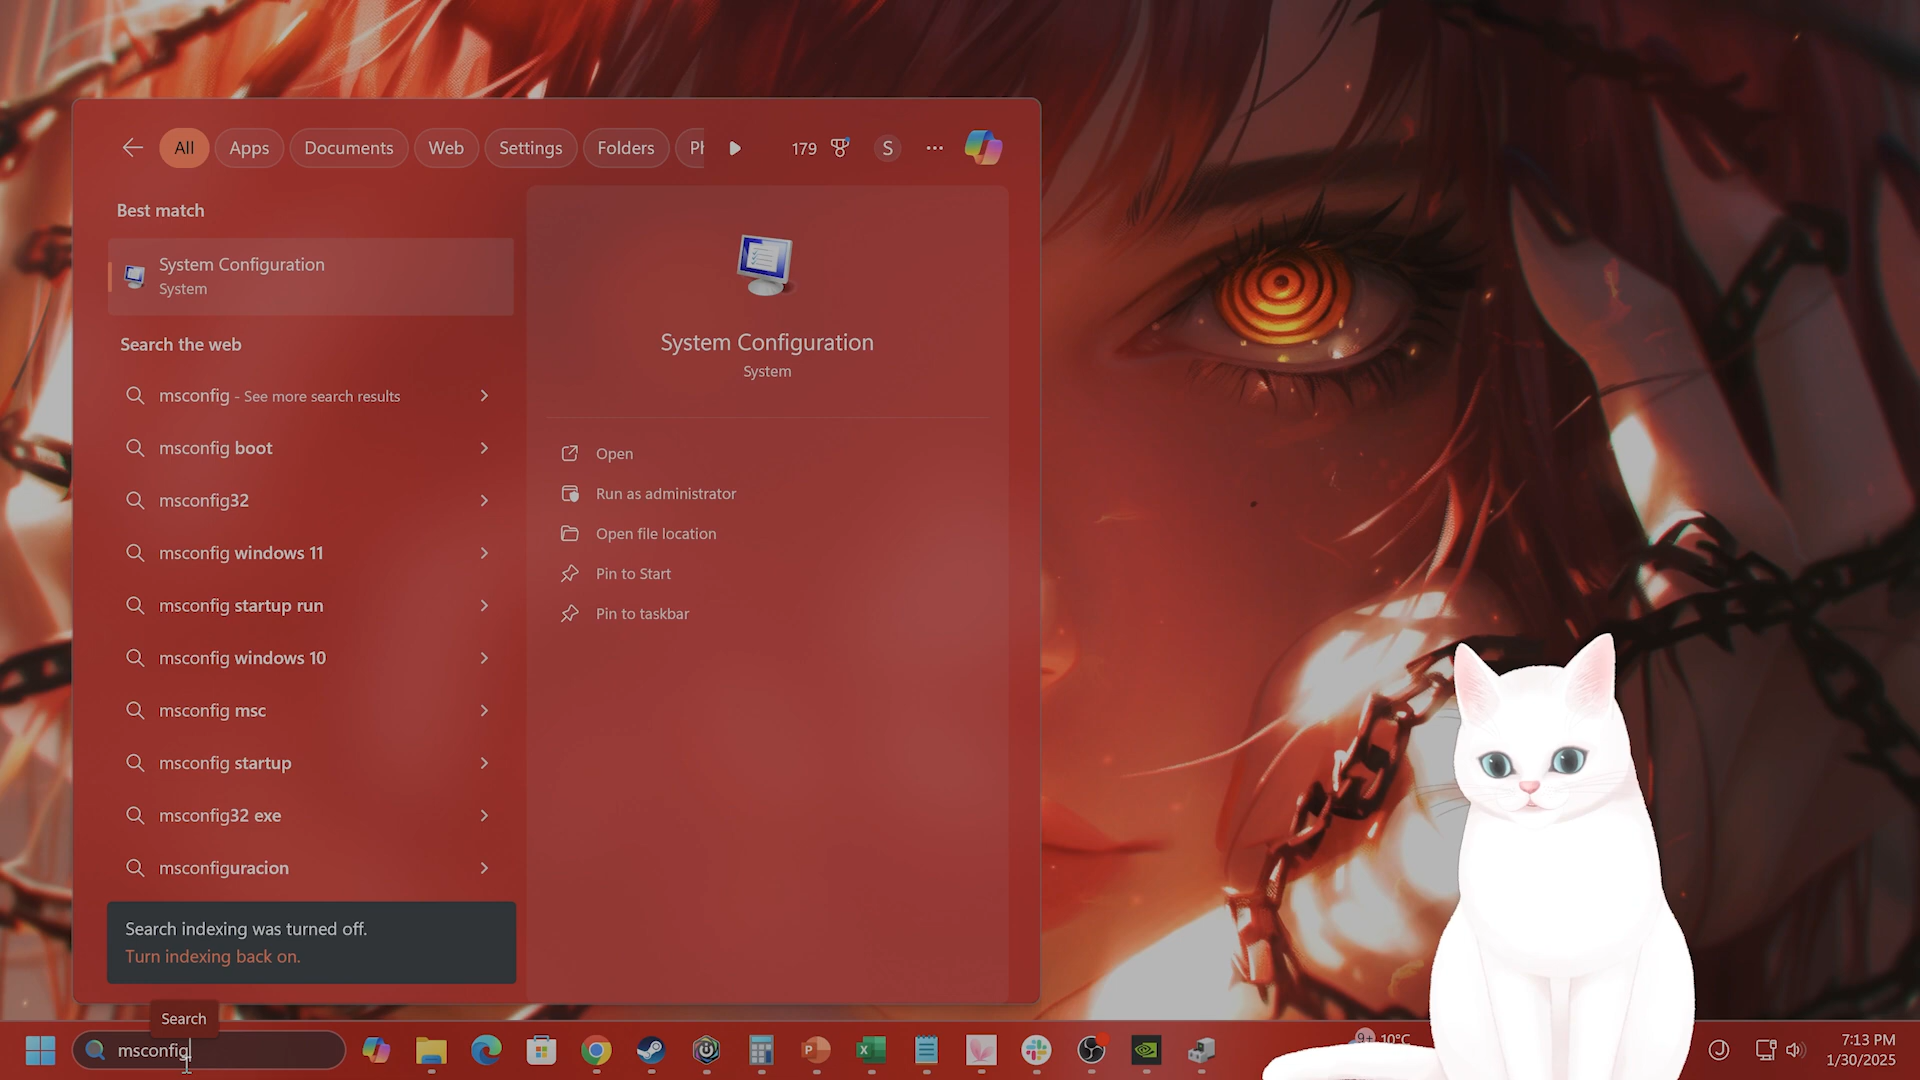 All
Apps
Documents
Web
Settings
Folders
179
S
Best match
System Configuration
System
Search the web
msconfig - See more search results
msconfig boot
msconfig32
msconfig windows 11
msconfig startup run
msconfig windows 10
msconfig msc
msconfig startup
msconfig32 exe
msconfiguracion
Search indexing was turned off.
Turn indexing back on.
System Configuration
System
Open
Run as administrator
Open file location
Pin to Start
Pin to taskbar
Search
msconfig
9+
10°C
7:13 PM
1/30/2025